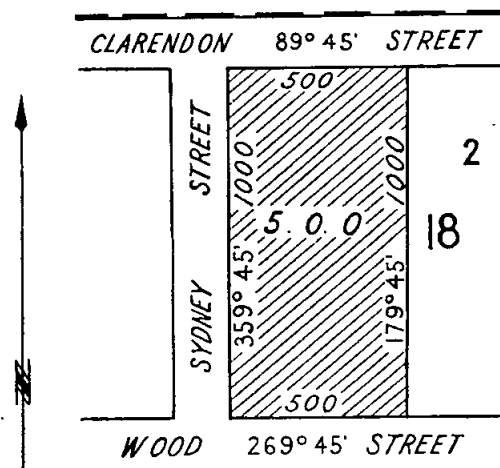 CLARENDON 89° 45' STREET
500
SYDNEY STREET
359° 45' 1000
5. 0. 0
179° 45' 1000
2
18
500
WOOD 269° 45' STREET